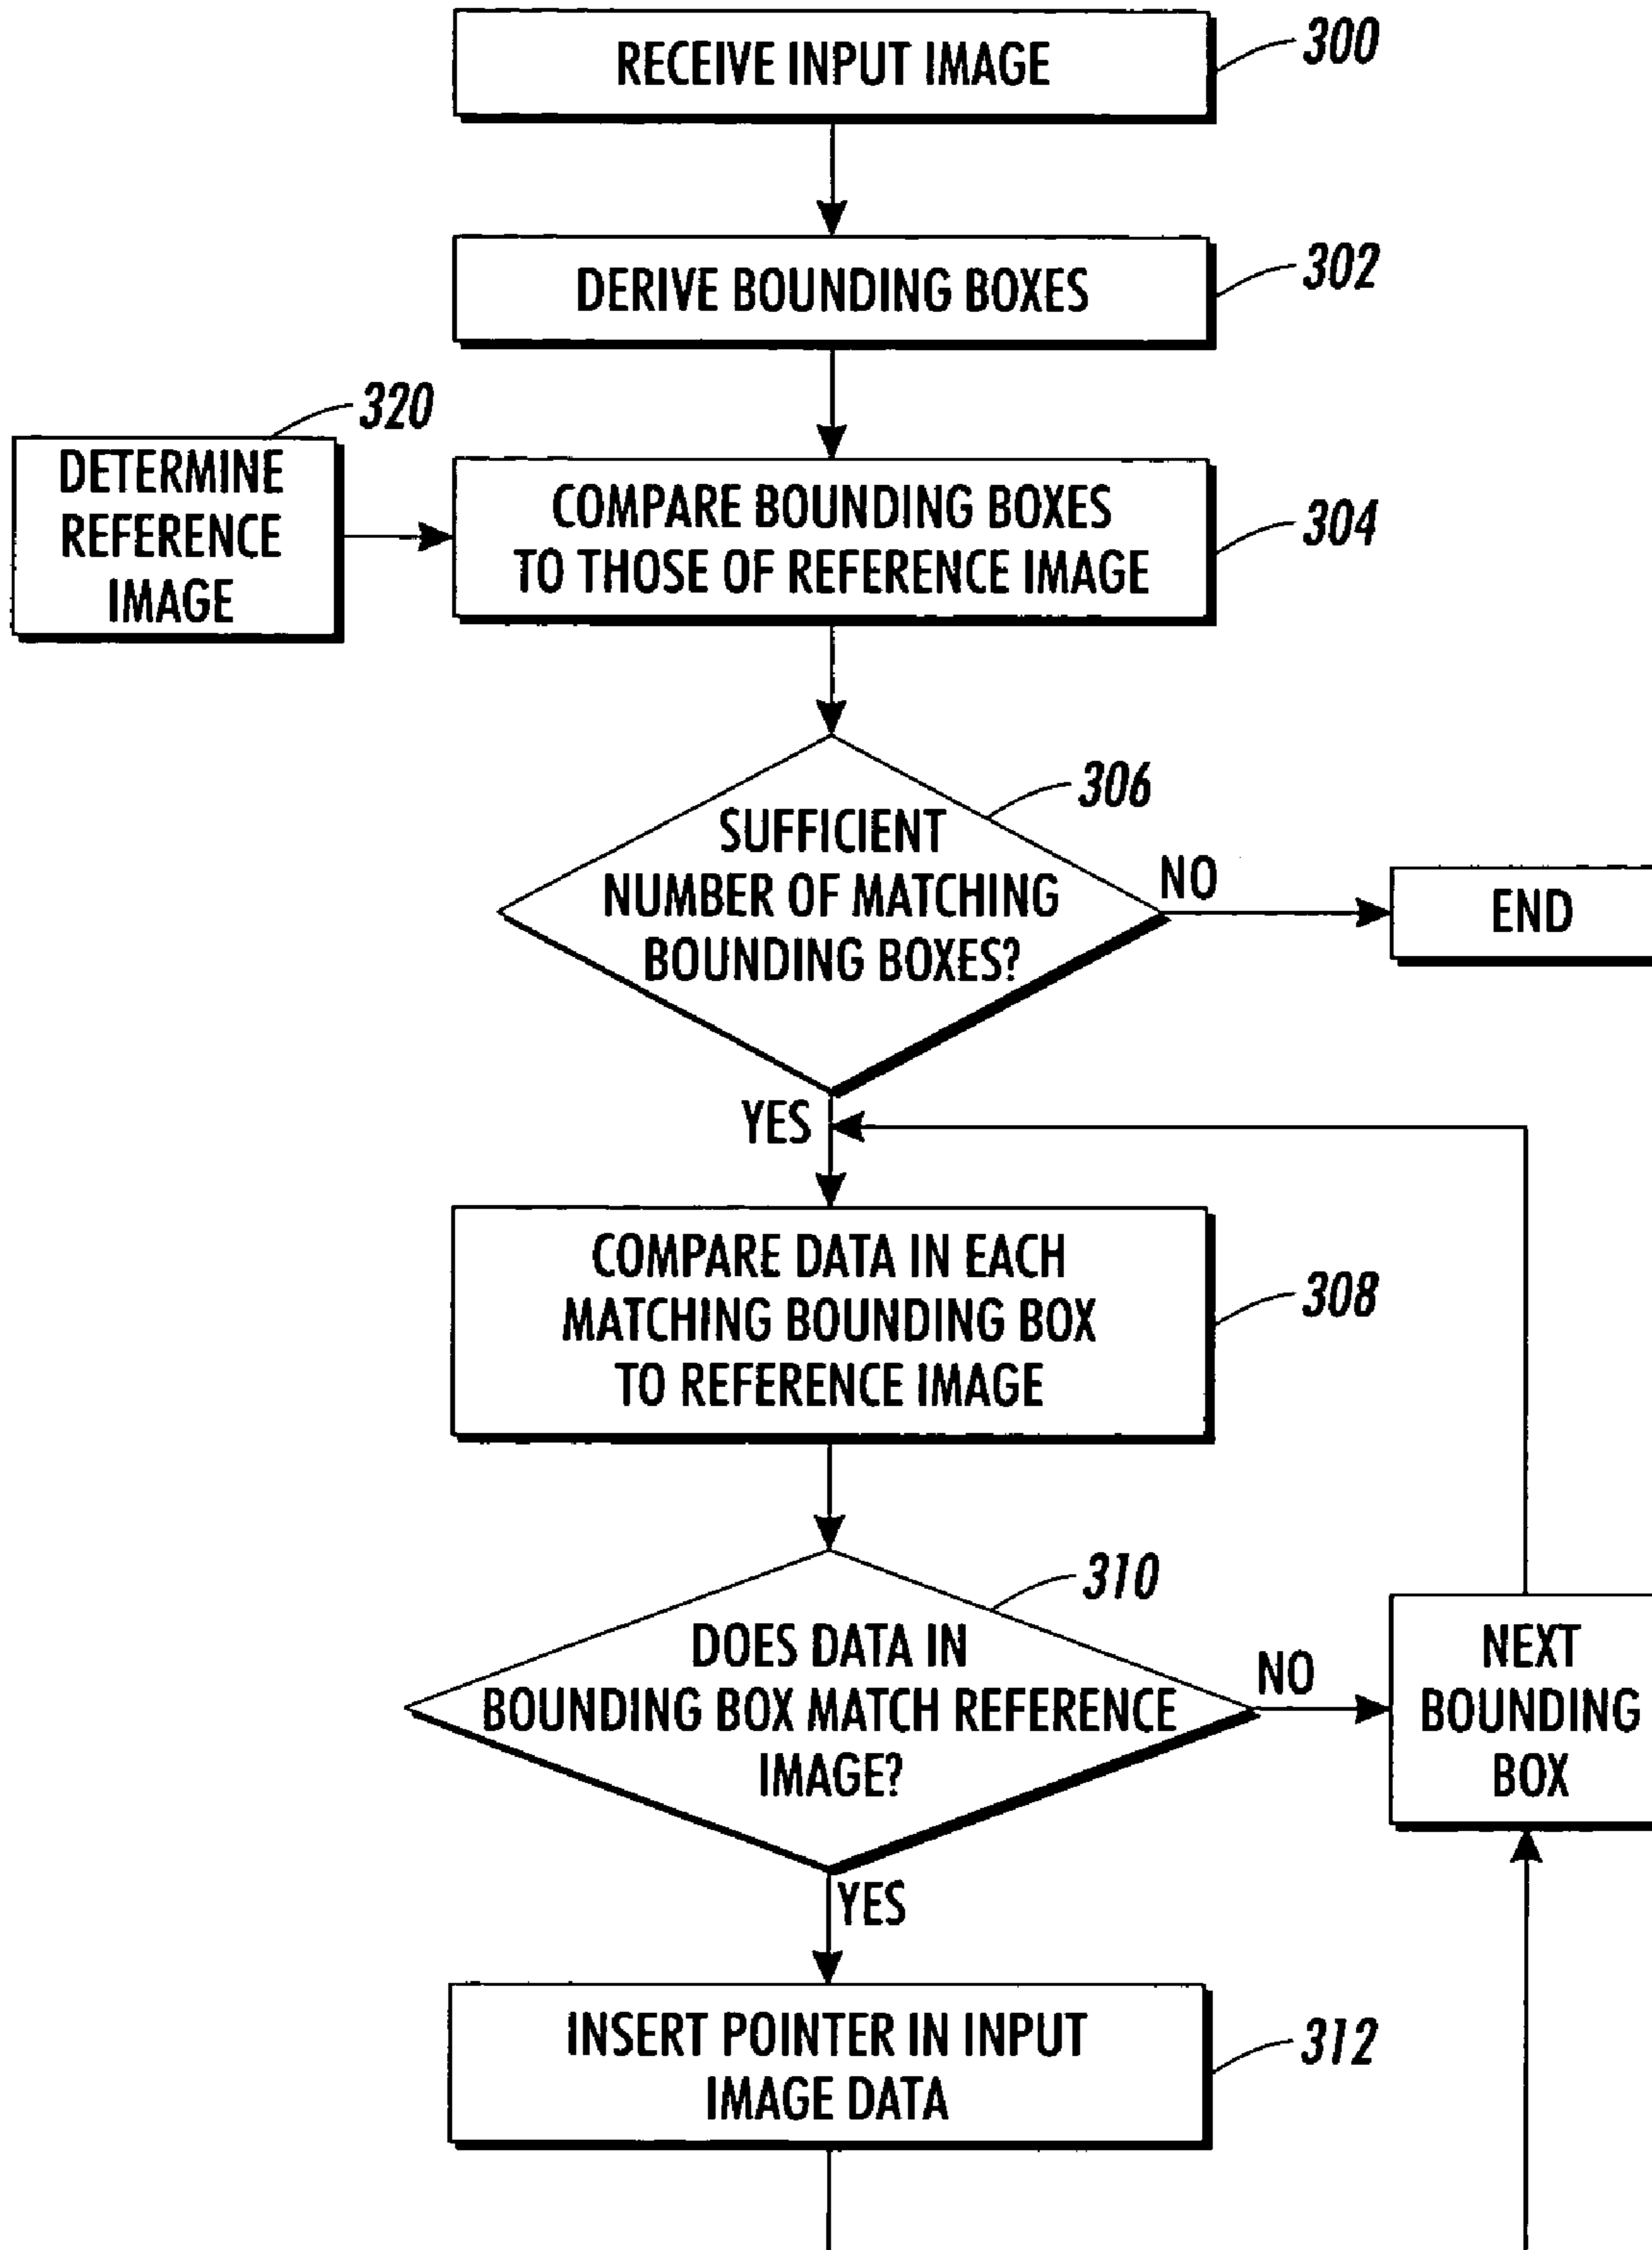 RECEIVE INPUT IMAGE
300
DERIVE BOUNDING BOXES
302
320
DETERMINE
REFERENCE
IMAGE
COMPARE BOUNDING BOXES
TO THOSE OF REFERENCE IMAGE
304
SUFFICIENT
NUMBER OF MATCHING
BOUNDING BOXES?
306
NO
END
YES
COMPARE DATA IN EACH
MATCHING BOUNDING BOX
TO REFERENCE IMAGE
308
DOES DATA IN
BOUNDING BOX MATCH REFERENCE
IMAGE?
310
NO
NEXT
BOUNDING
BOX
YES
INSERT POINTER IN INPUT
IMAGE DATA
312